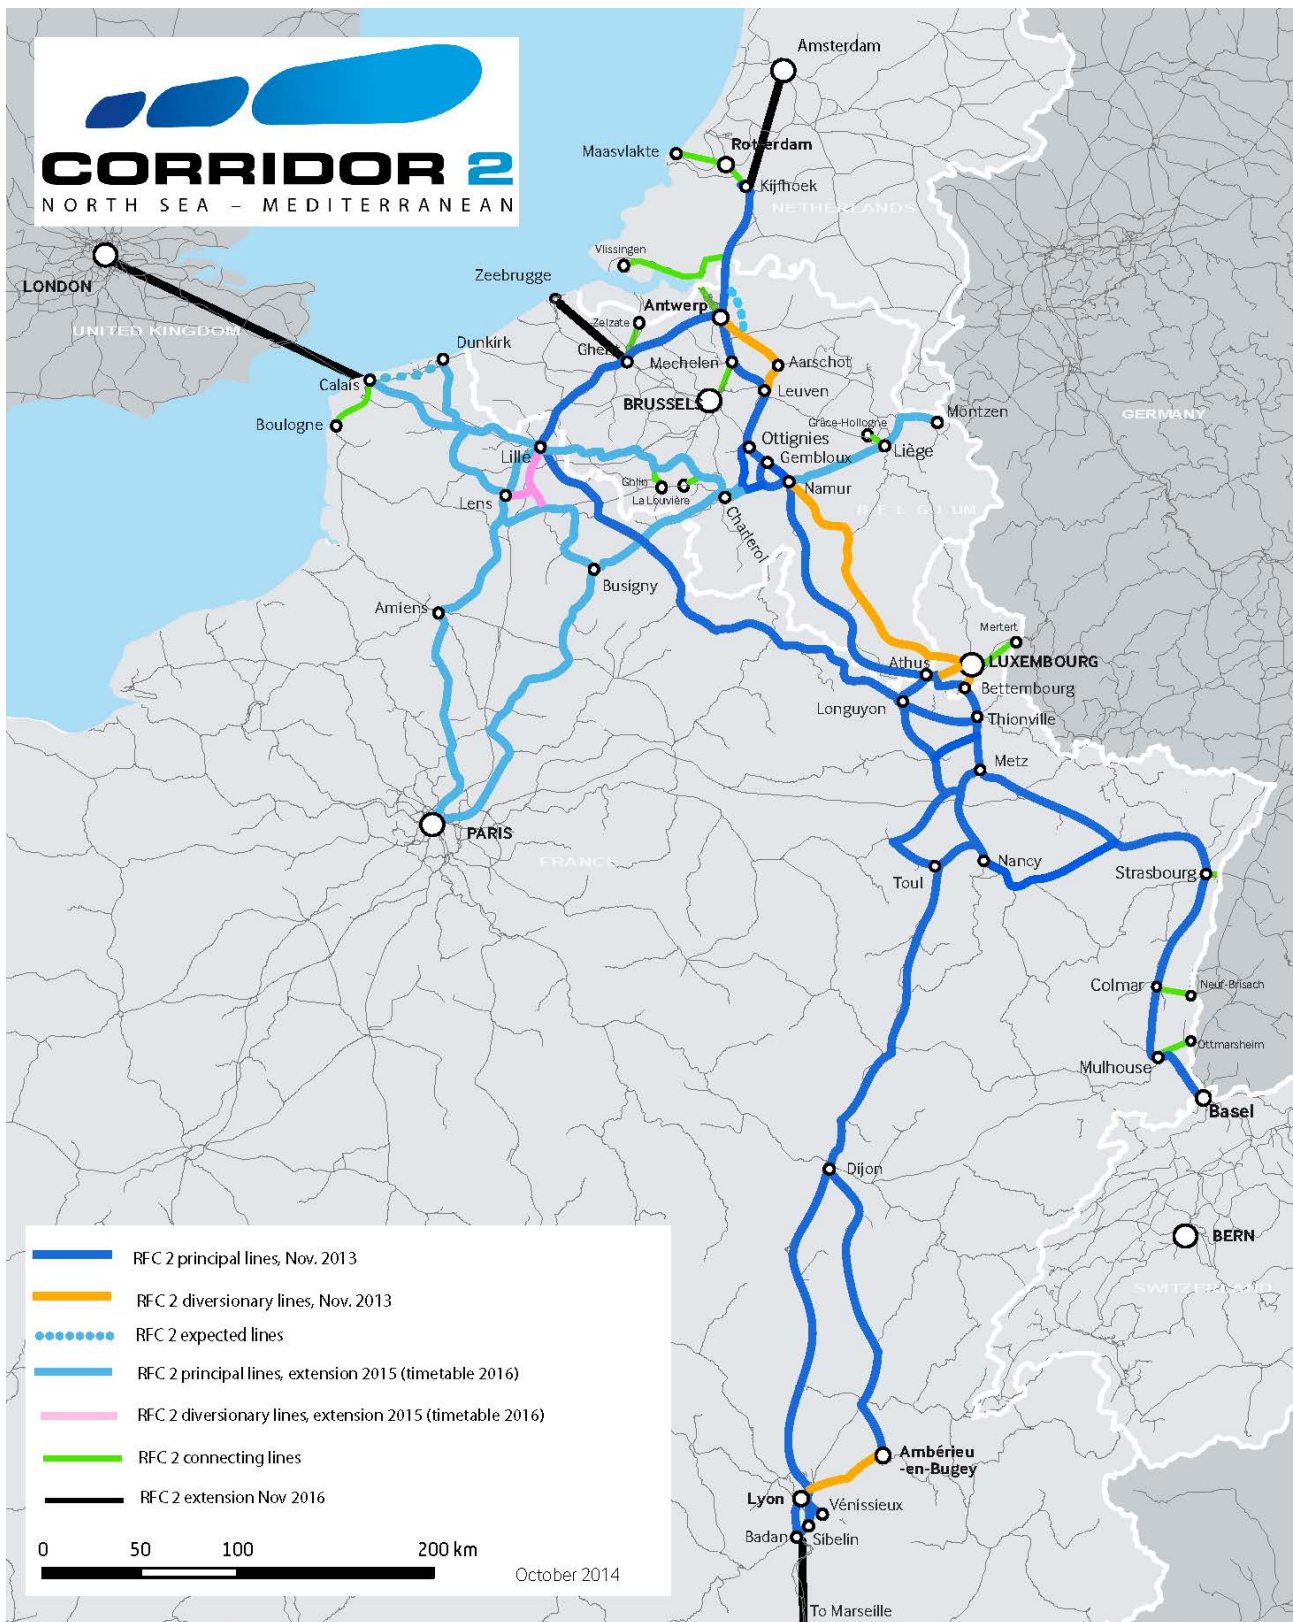 CORRIDOR 2
NORTH SEA – MEDITERRANEAN
Amsterdam
Maasvlakte
Rotterdam
Kijfhoek
NETHERLANDS
Vlissingen
LONDON
Zeebrugge
UNITED KINGDOM
Antwerp
Zelzate
Dunkirk
Ghent
Mechelen
Aarschot
Calais
Leuven
BRUSSELS
Boulogne
Montzen
GERMANY
Grâce-Hollogne
Ottignies
Lille
Liège
Gembloux
Ghlin
Namur
La Louvière
Lens
BELGIUM
Charleroi
Busigny
Amiens
Mertert
Athus
LUXEMBOURG
Bettembourg
Longuyon
Thionville
Metz
PARIS
FRANCE
Nancy
Toul
Strasbourg
Colmar
Neuf-Brisach
Ottmarsheim
Mulhouse
Basel
Dijon
BERN
SWITZERLAND
RFC 2 principal lines, Nov. 2013
RFC 2 diversionary lines, Nov. 2013
RFC 2 expected lines
RFC 2 principal lines, extension 2015 (timetable 2016)
RFC 2 diversionary lines, extension 2015 (timetable 2016)
RFC 2 connecting lines
RFC 2 extension Nov 2016
Ambérieu
-en-Bugey
Lyon
Vénissieux
Badan
Sibelin
0 50 100 200 km
October 2014
To Marseille